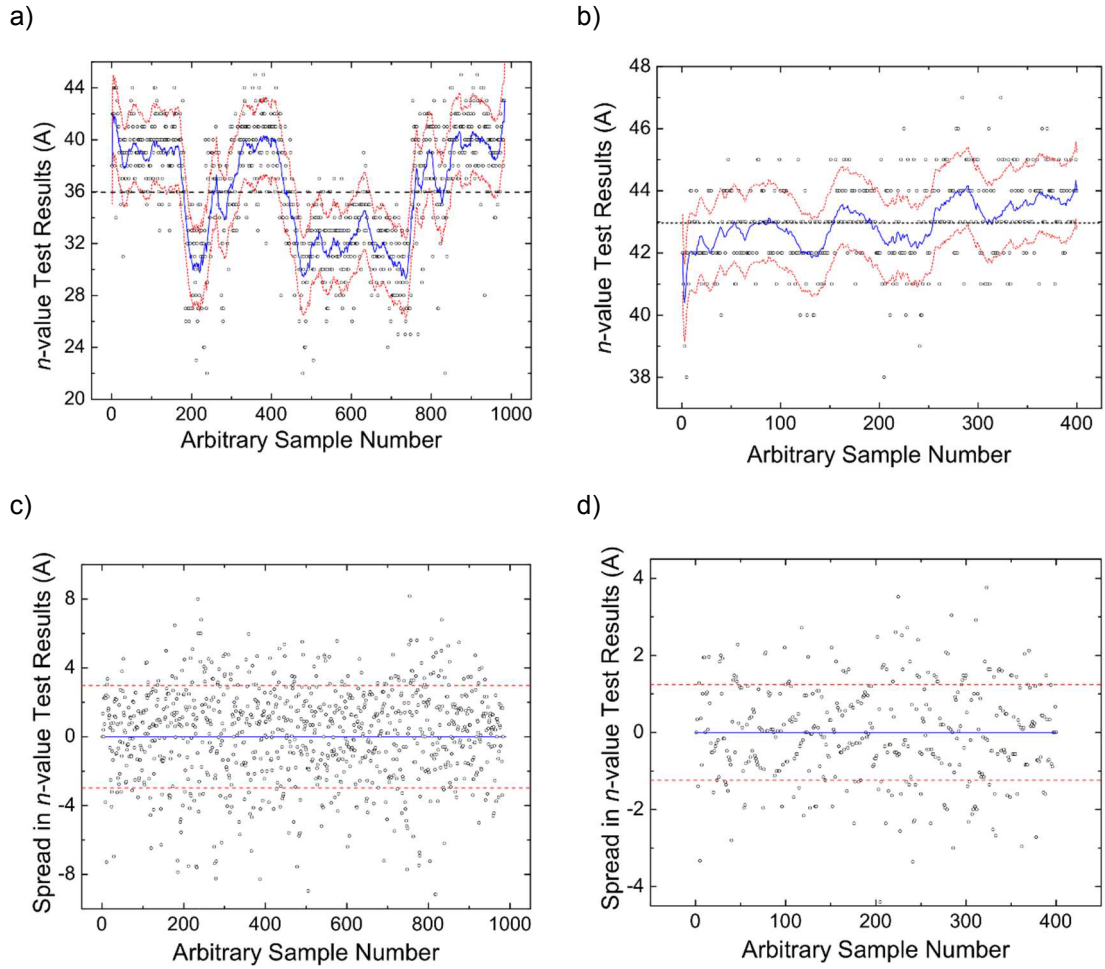 a)
b)
n-value Test Results (A)
44
40
36
32
28
24
20
0 200 400 600 800 1000
Arbitrary Sample Number
n-value Test Results (A)
48
46
44
42
40
38
0 100 200 300 400
Arbitrary Sample Number
c)
d)
Spread in n-value Test Results (A)
8
4
0
-4
-8
0 200 400 600 800 1000
Arbitrary Sample Number
Spread in n-value Test Results (A)
4
2
0
-2
-4
0 100 200 300 400
Arbitrary Sample Number